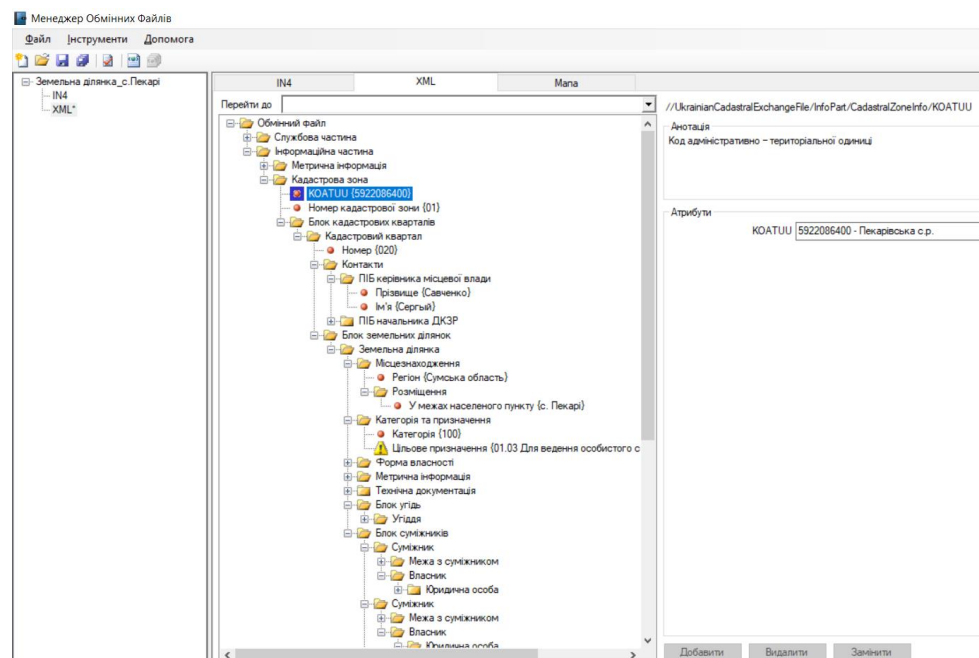 Менеджер Обмінних Файлів
Файл Інструменти Допомога
Земельна ділянка_с.Пекарі
IN4
XML*
IN4 XML Мапа
Перейти до
Обмінний файл
Службова частина
Інформаційна частина
Метрична інформація
Кадастрова зона
KOATUU {5922086400}
Номер кадастрової зони {01}
Блок кадастрових кварталів
Кадастровий квартал
Номер {020}
Контакти
ПІБ керівника місцевої влади
Прізвище {Савченко}
Ім'я {Сергый}
ПІБ начальника ДКЗР
Блок земельних ділянок
Земельна ділянка
Місцезнаходження
Регіон {Сумська область}
Розміщення
У межах населеного пункту {с. Пекарі}
Категорія та призначення
Категорія {100}
Цільове призначення {01.03 Для ведення особистого с
Форма власності
Метрична інформація
Технічна документація
Блок угідь
Угіддя
Блок суміжників
Суміжник
Межа з суміжником
Власник
Юридична особа
Суміжник
Межа з суміжником
Власник
Юридична особа
//UkrainianCadastralExchangeFile/InfoPart/CadastralZoneInfo/KOATUU
Анотація
Код адміністративно – територіальної одиниці
Атрибути
KOATUU 5922086400 - Пекарівська с.р.
Добавити Видалити Замінити